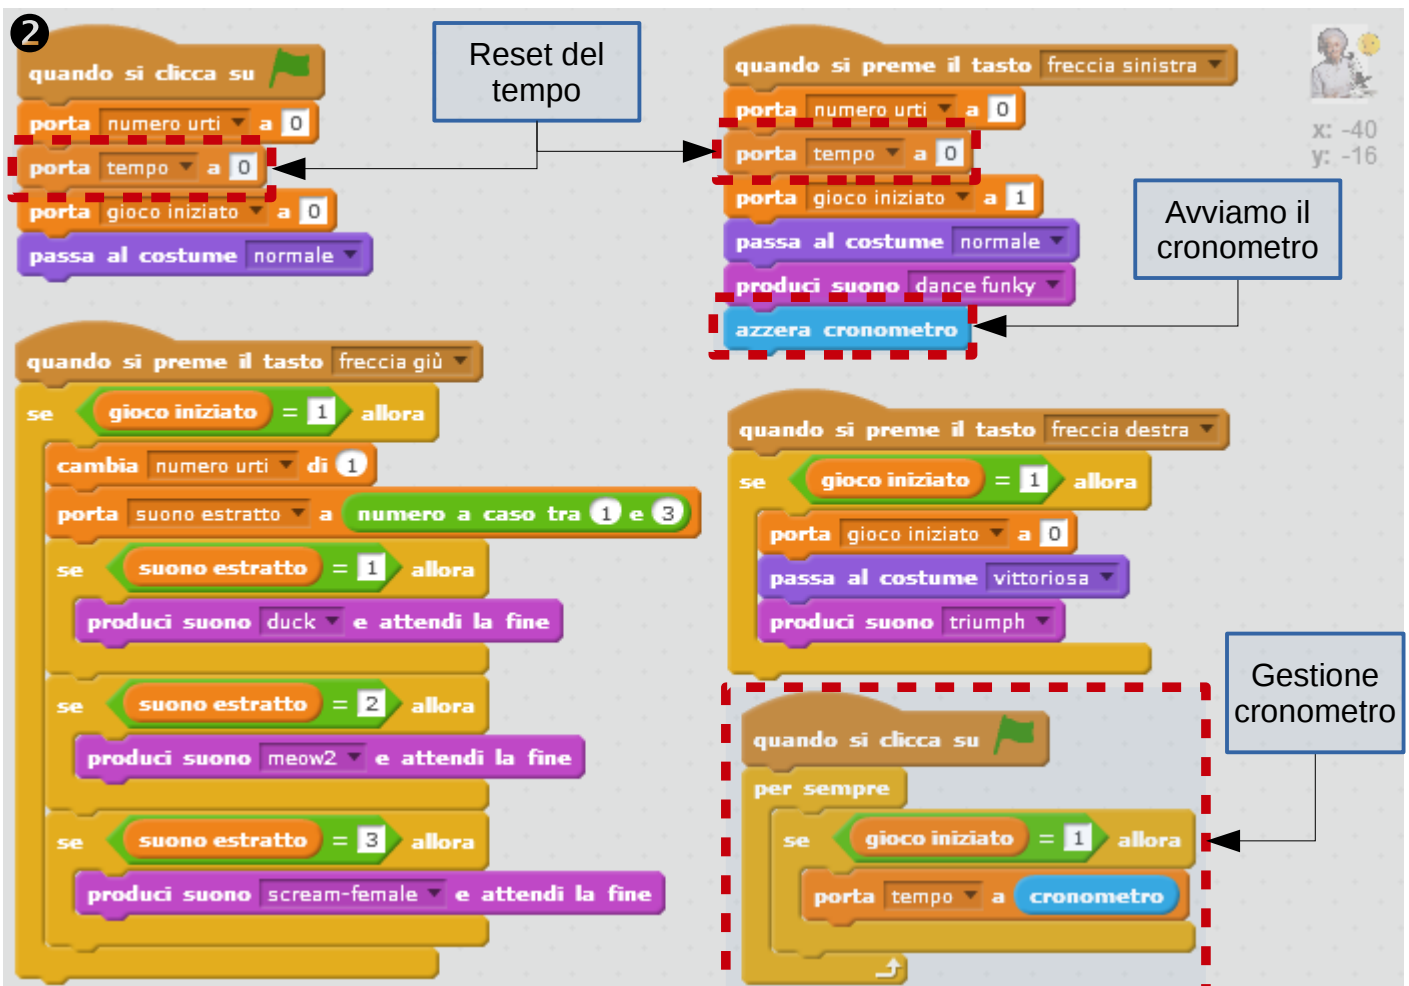 2
quando si clicca su
porta numero urti a 0
porta tempo a 0
porta gioco iniziato a 0
passa al costume normale
Reset del
tempo
quando si preme il tasto freccia sinistra
porta numero urti a 0
porta tempo a 0
porta gioco iniziato a 1
passa al costume normale
produci suono dance funky
azzera cronometro
x: -40
y: -16
Avviamo il
cronometro
quando si preme il tasto freccia giù
se gioco iniziato = 1 allora
cambia numero urti di 1
porta suono estratto a numero a caso tra 1 e 3
se suono estratto = 1 allora
produci suono duck e attendi la fine
se suono estratto = 2 allora
produci suono meow2 e attendi la fine
se suono estratto = 3 allora
produci suono scream-female e attendi la fine
quando si preme il tasto freccia destra
se gioco iniziato = 1 allora
porta gioco iniziato a 0
passa al costume vittoriosa
produci suono triumph
Gestione
cronometro
quando si clicca su
per sempre
se gioco iniziato = 1 allora
porta tempo a cronometro